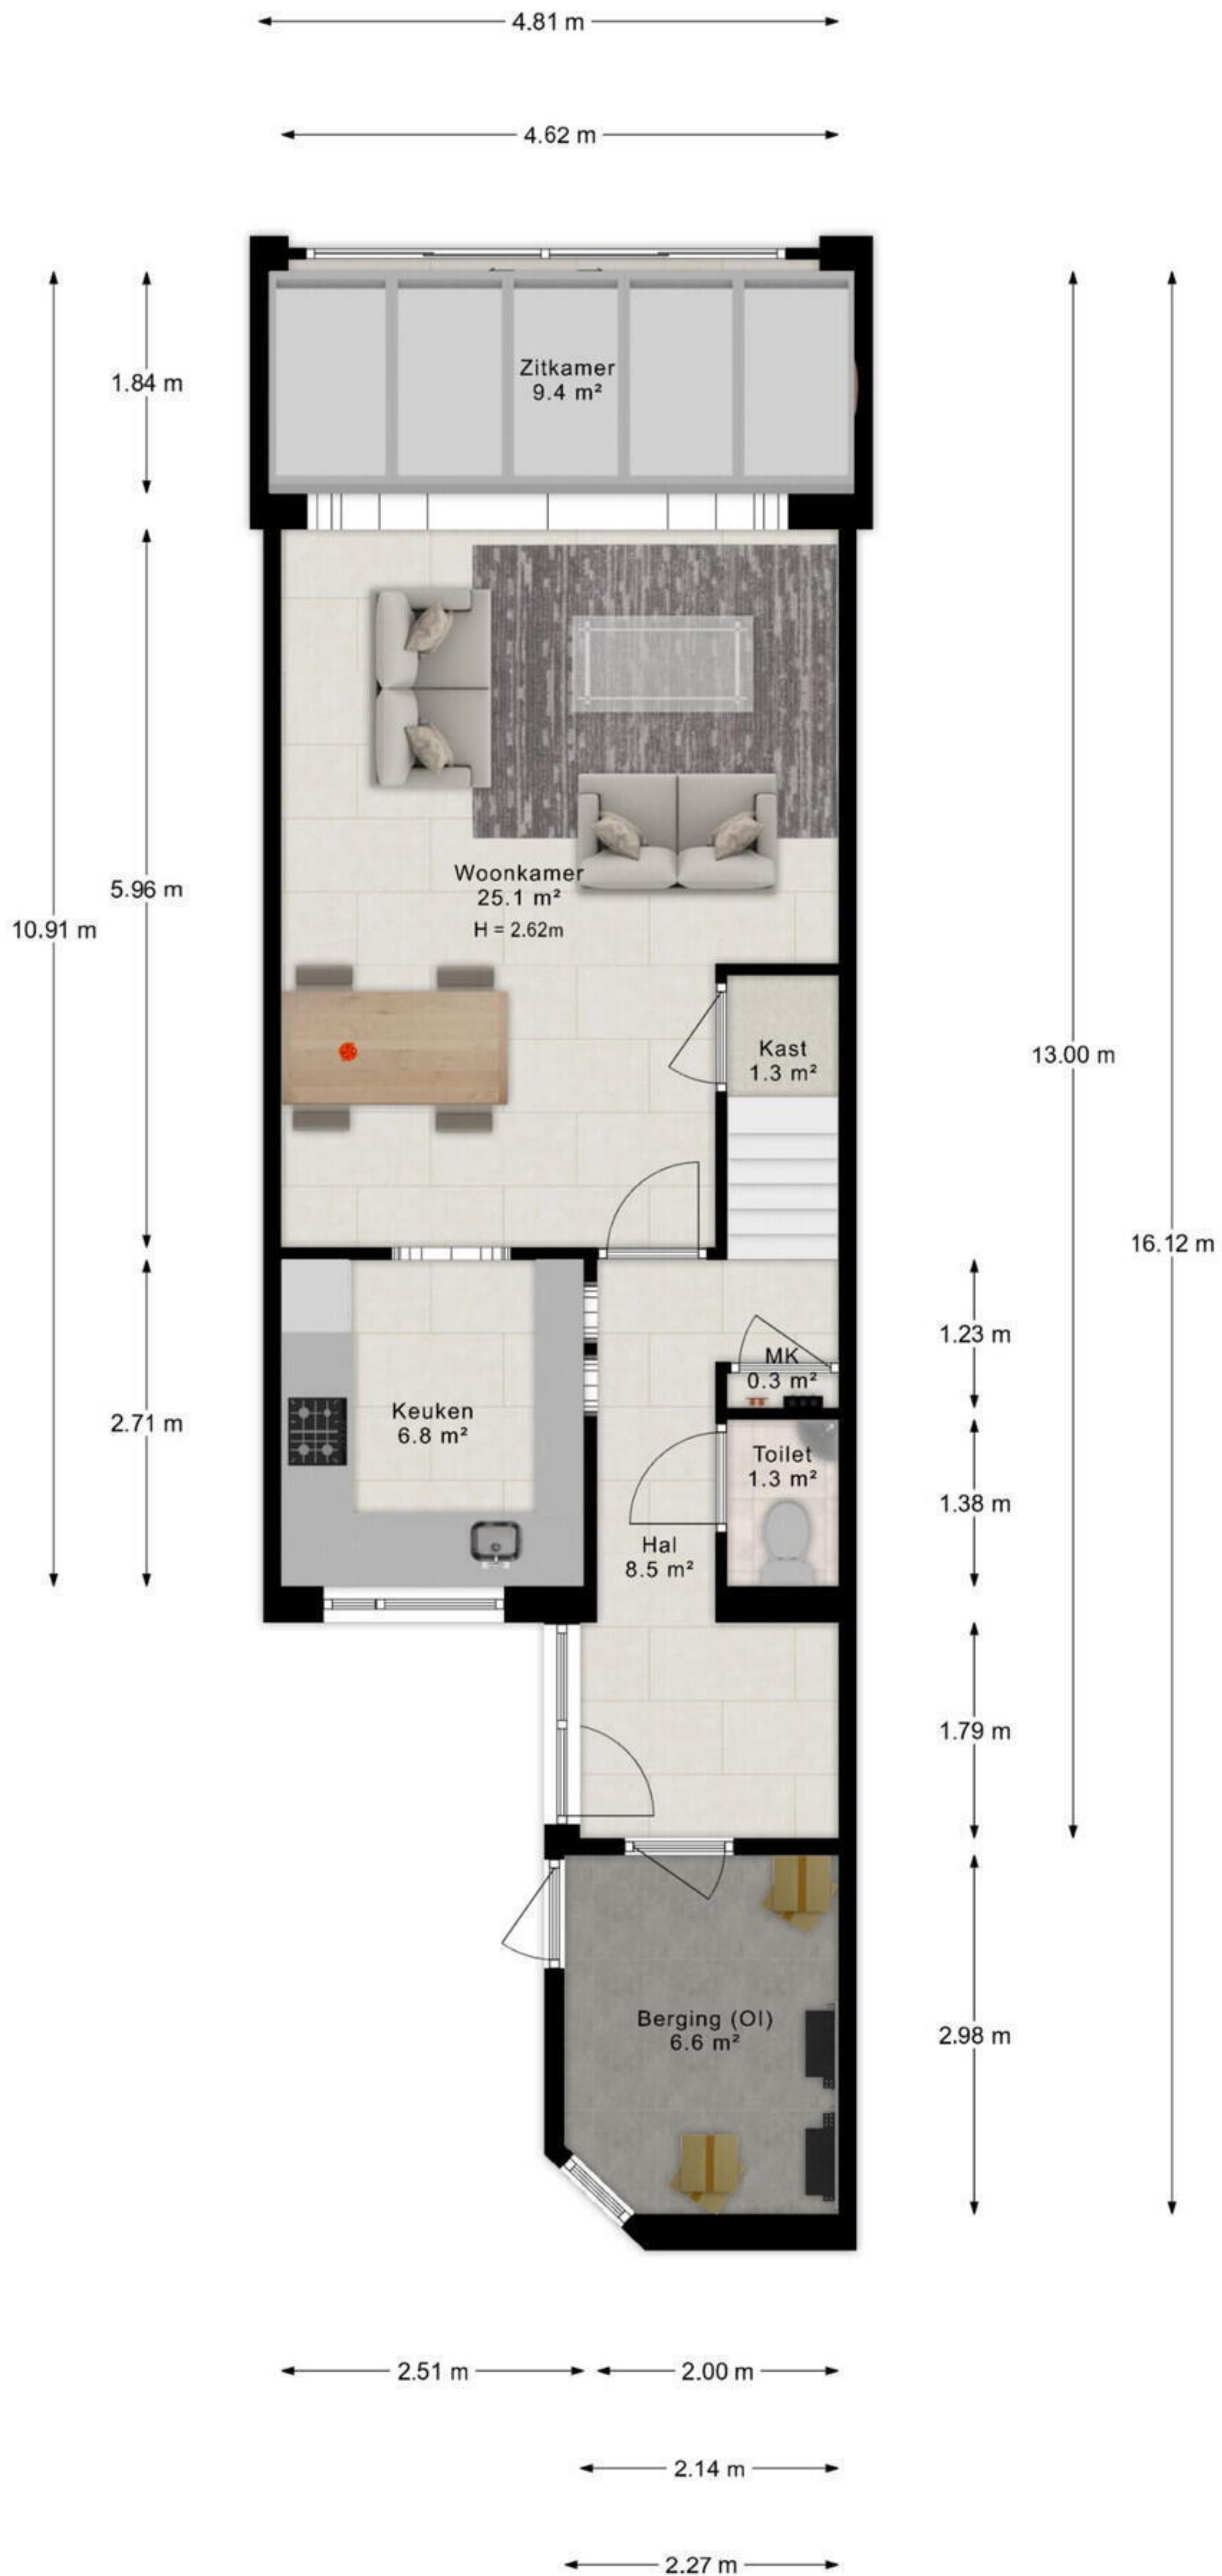 4.81 m
4.62 m
1.84 m
Zitkamer
9.4 m²
5.96 m
10.91 m
Woonkamer
25.1 m²
H = 2.62m
Kast
1.3 m²
13.00 m
16.12 m
1.23 m
MK
0.3 m²
2.71 m
Keuken
6.8 m²
Toilet
1.3 m²
1.38 m
Hal
8.5 m²
1.79 m
Berging (OI)
6.6 m²
2.98 m
2.51 m
2.00 m
2.14 m
2.27 m